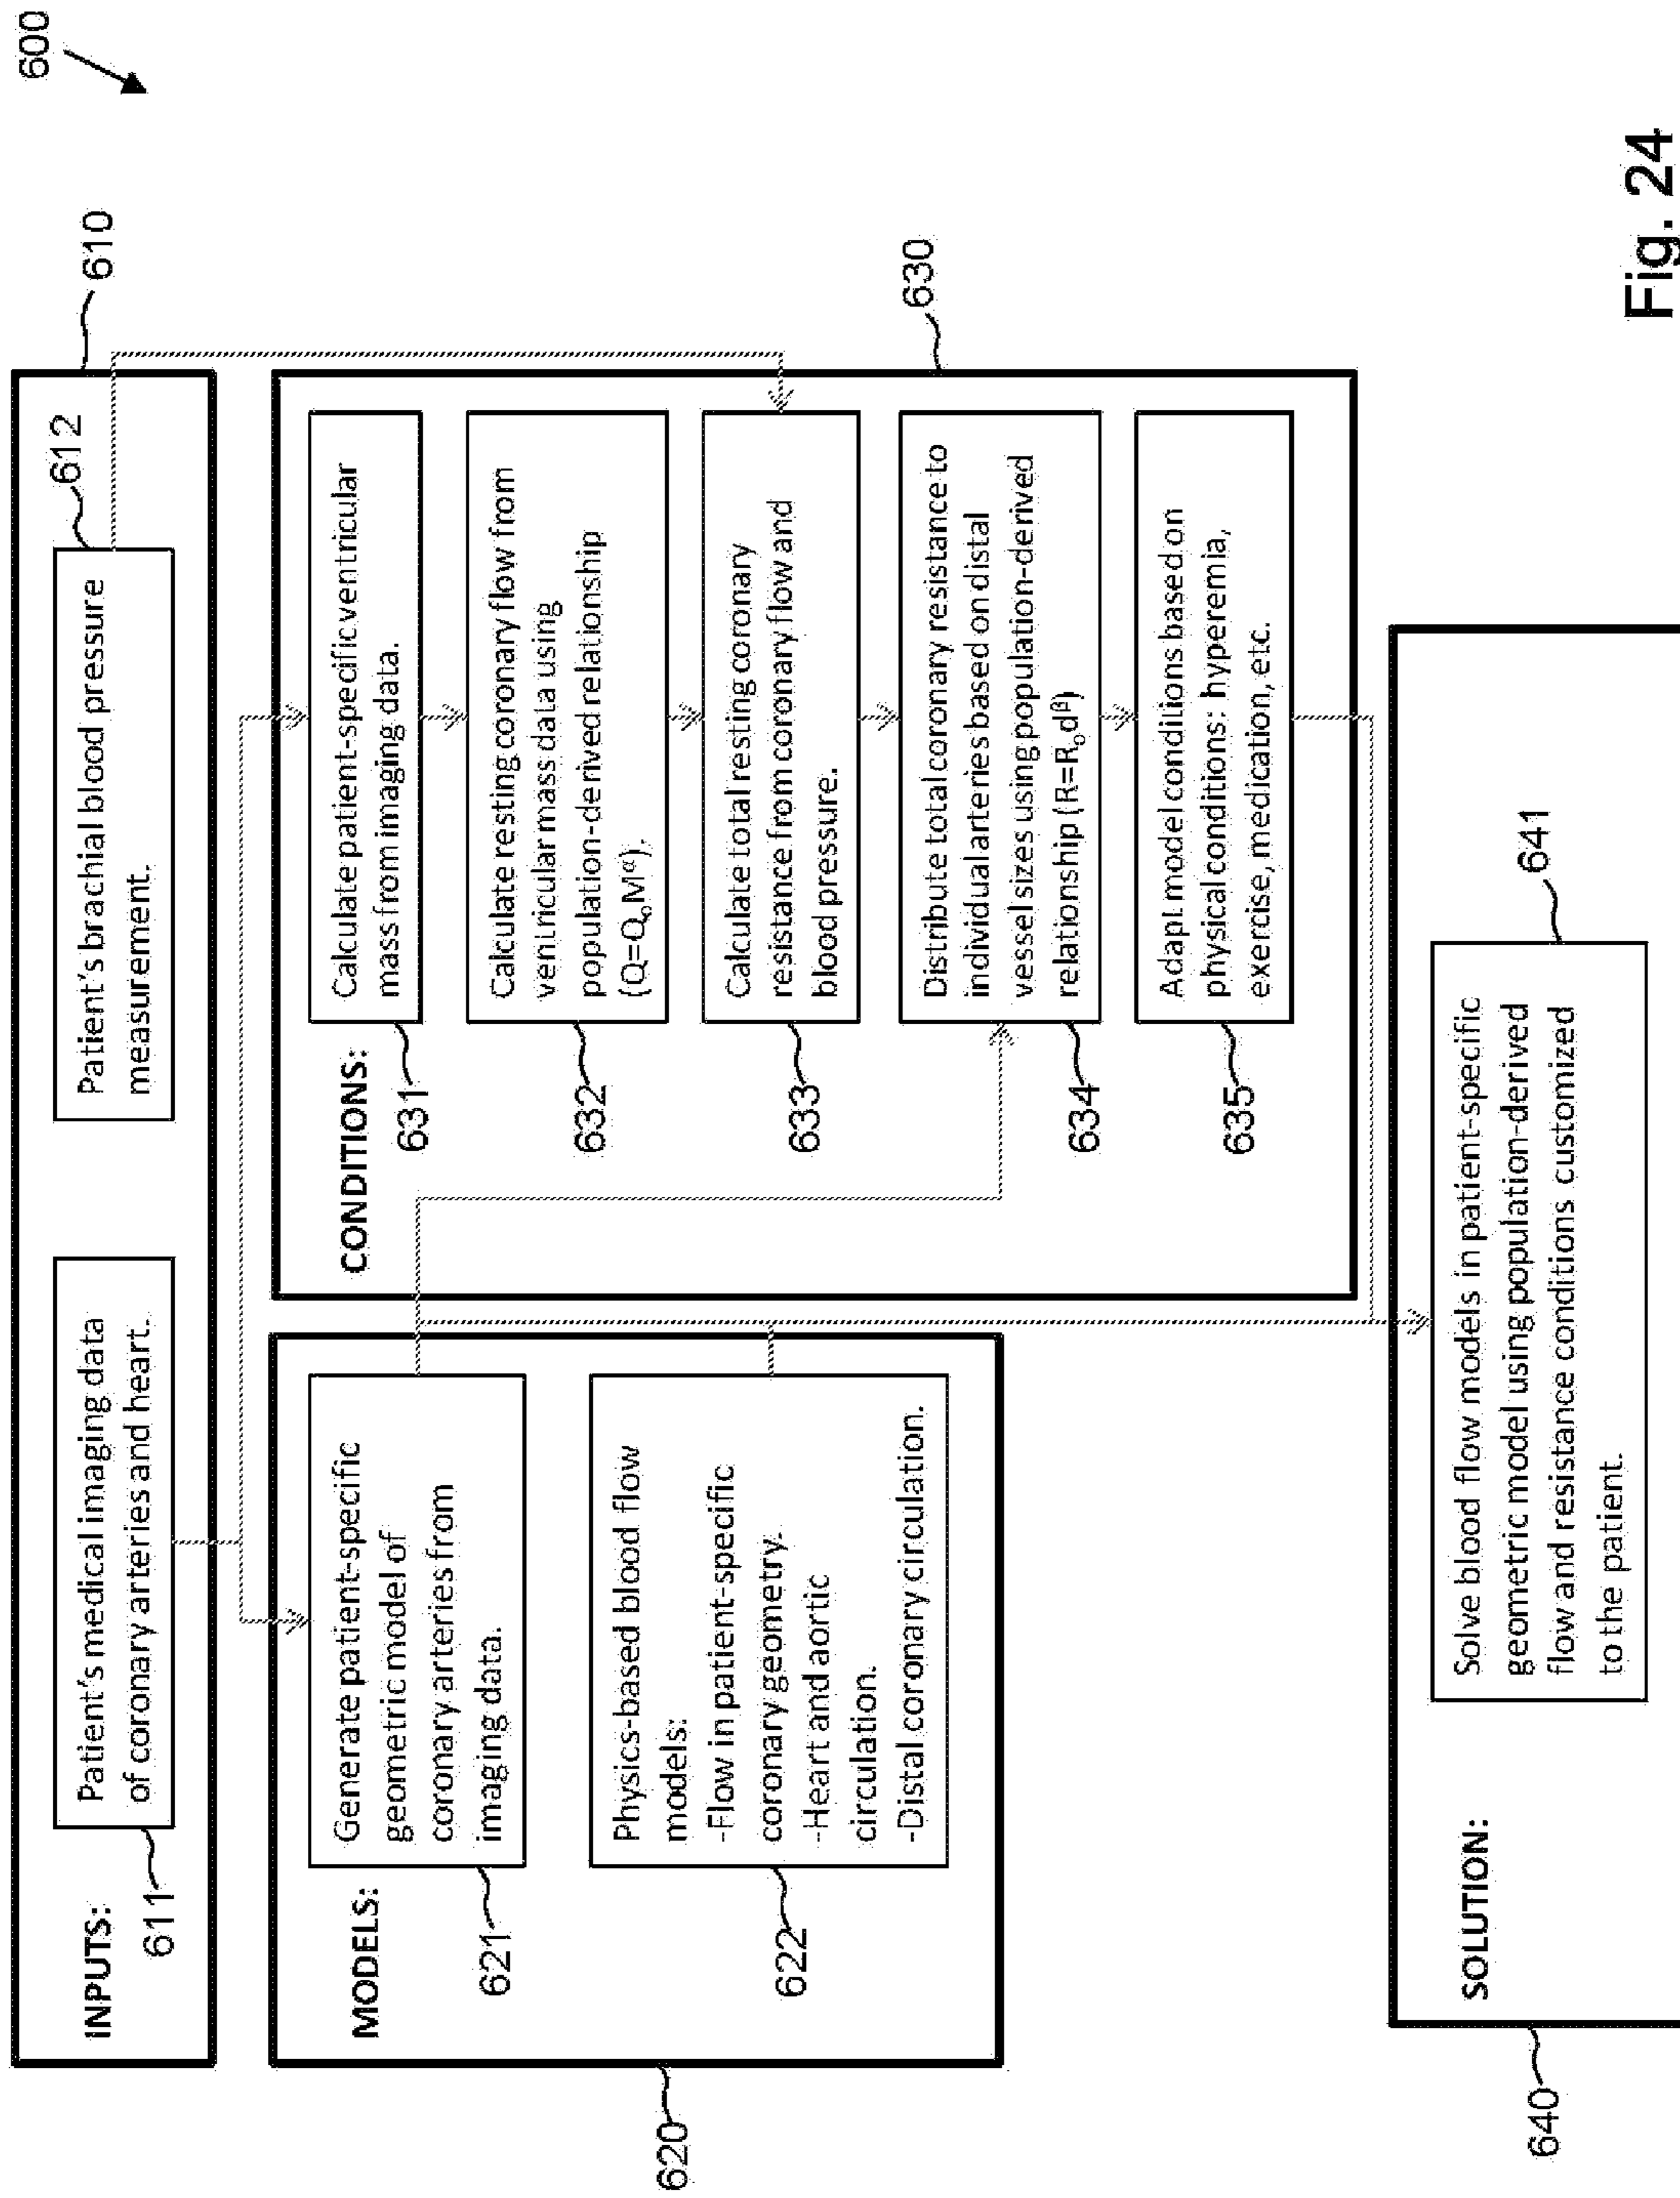 600
610
INPUTS:
611
Patient's medical imaging data
of coronary arteries and heart.
612
Patient's brachial blood pressure
measurement.
620
MODELS:
621
Generate patient-specific
geometric model of
coronary arteries from
imaging data.
622
Physics-based blood flow
models:
-Flow in patient-specific
coronary geometry.
-Heart and aortic
circulation.
-Distal coronary circulation.
630
CONDITIONS:
631
Calculate patient-specific ventricular
mass from imaging data.
632
Calculate resting coronary flow from
ventricular mass data using
population-derived relationship
(Q=QₒMᵅ).
633
Calculate total resting coronary
resistance from coronary flow and
blood pressure.
634
Distribute total coronary resistance to
individual arteries based on distal
vessel sizes using population-derived
relationship (R=Rₒdᵝ)
635
Adapt model conditions based on
physical conditions: hyperemia,
exercise, medication, etc.
640
SOLUTION:
641
Solve blood flow models in patient-specific
geometric model using population-derived
flow and resistance conditions customized
to the patient.
Fig. 24